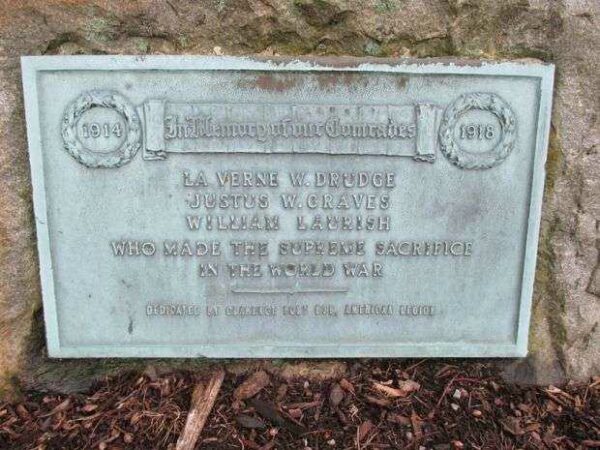 1914
In Memory of our Comrades
1918
LA VERNE W. DRUDGE
JUSTUS W. GRAVES
WILLIAM LAURISH
WHO MADE THE SUPREME SACRIFICE
IN THE WORLD WAR
DEDICATED BY CLARENCE POST AMERICAN LEGION